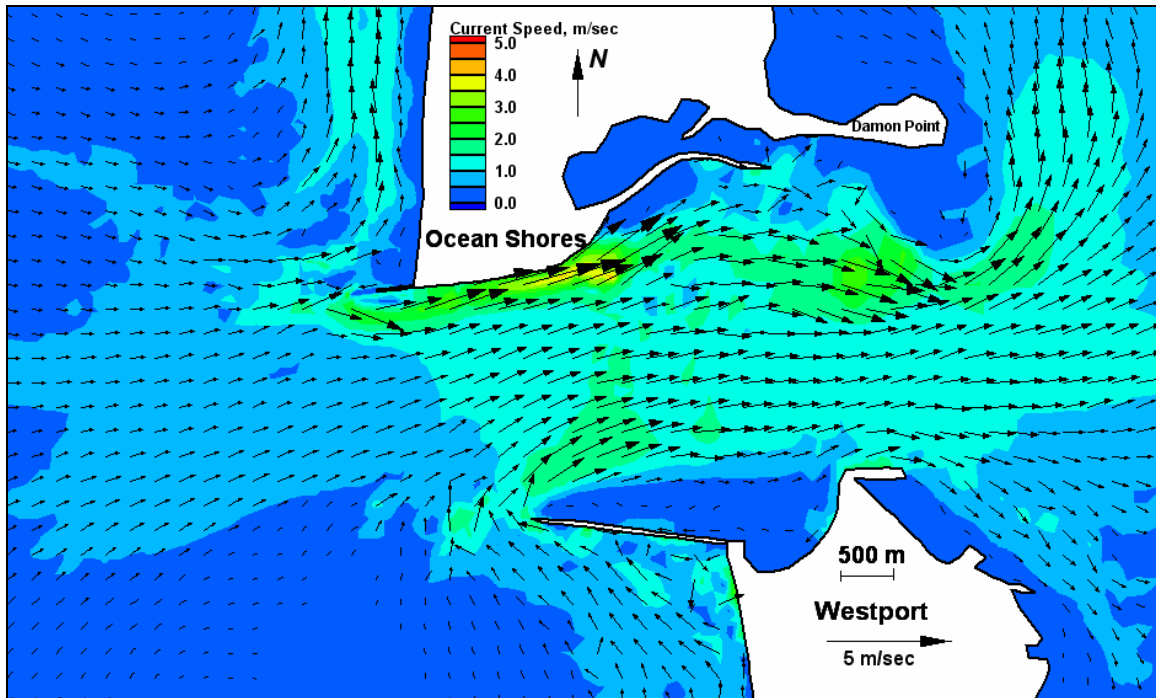 Current Speed, m/sec
5.0
4.0
3.0
2.0
1.0
0.0
N
Damon Point
Ocean Shores
500 m
Westport
5 m/sec